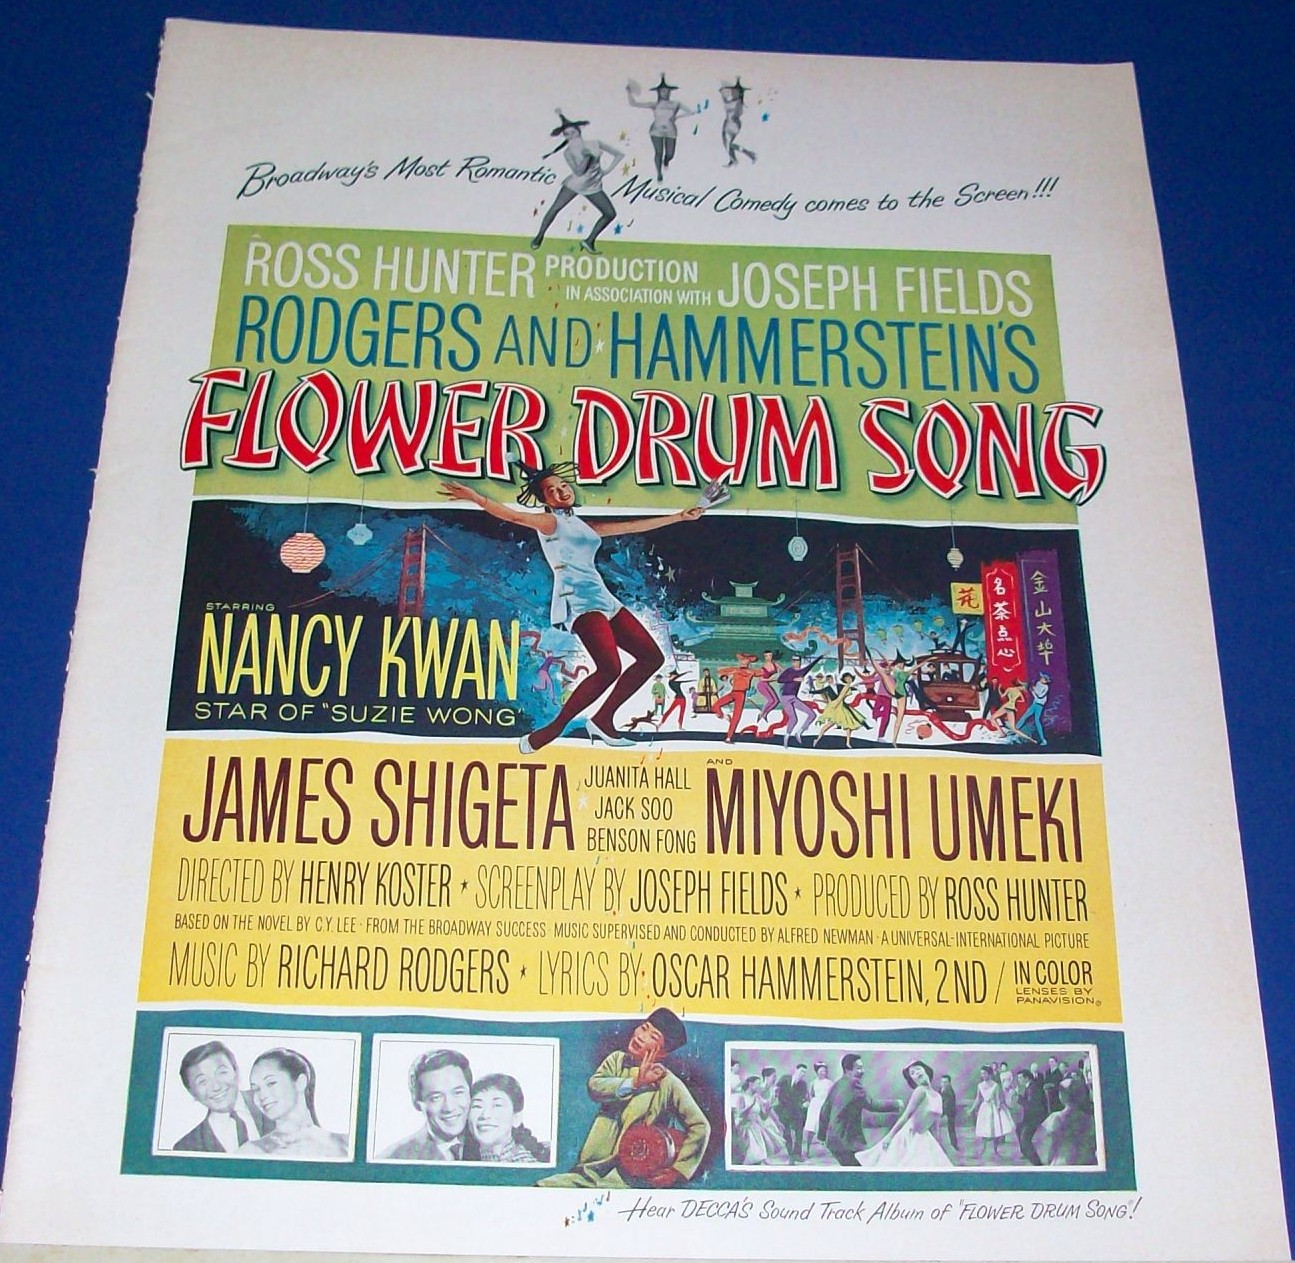 Broadway's Most Romantic Musical Comedy comes to the Screen!!!
ROSS HUNTER PRODUCTION IN ASSOCIATION WITH JOSEPH FIELDS
RODGERS AND HAMMERSTEIN'S
FLOWER DRUM SONG
STARRING
NANCY KWAN
STAR OF "SUZIE WONG"
花
名茶点心
金山大埠
JAMES SHIGETA
JUANITA HALL
JACK SOO
BENSON FONG
AND
MIYOSHI UMEKI
DIRECTED BY HENRY KOSTER ★ SCREENPLAY BY JOSEPH FIELDS ★ PRODUCED BY ROSS HUNTER
BASED ON THE NOVEL BY C.Y. LEE · FROM THE BROADWAY SUCCESS · MUSIC SUPERVISED AND CONDUCTED BY ALFRED NEWMAN · A UNIVERSAL-INTERNATIONAL PICTURE
MUSIC BY RICHARD RODGERS ★ LYRICS BY OSCAR HAMMERSTEIN, 2ND / IN COLOR
LENSES BY
PANAVISION®
Hear DECCA'S Sound Track Album of "FLOWER DRUM SONG"!